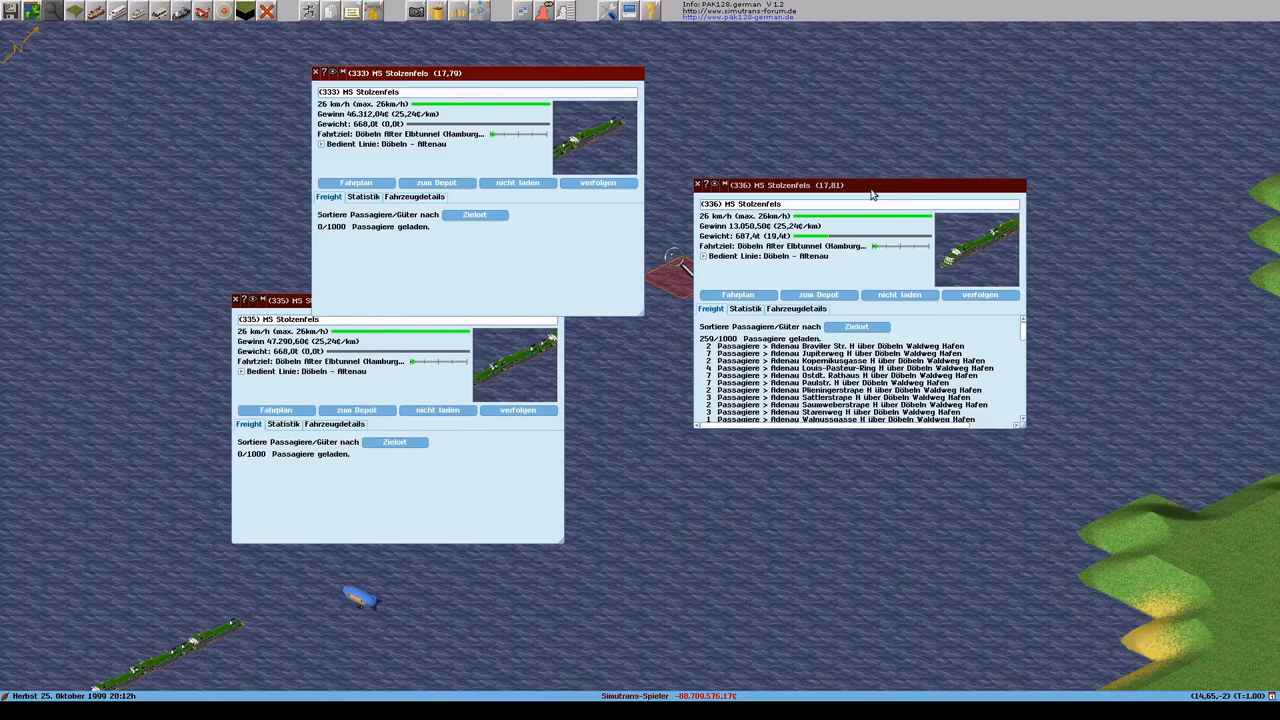 Info: PAK128.german V 1.2
http://www.simutrans-forum.de
http://www.pak128-german.de
N
(333) MS Stolzenfels (17,79)
(333) MS Stolzenfels
26 km/h (max. 26km/h)
Gewinn 46.312,04¢ (25,24¢/km)
Gewicht: 668,0t (0,0t)
Fahrtziel: Döbeln Alter Elbtunnel (Hamburg...
Bedient Linie: Döbeln - Altenau
Fahrplan zum Depot nicht laden verfolgen
Freight Statistik Fahrzeugdetails
Sortiere Passagiere/Güter nach Zielort
0/1000 Passagiere geladen.
(336) MS Stolzenfels (17,81)
(336) MS Stolzenfels
26 km/h (max. 26km/h)
Gewinn 13.050,50¢ (25,24¢/km)
Gewicht: 687,4t (19,4t)
Fahrtziel: Döbeln Alter Elbtunnel (Hamburg...
Bedient Linie: Döbeln - Altenau
Fahrplan zum Depot nicht laden verfolgen
Freight Statistik Fahrzeugdetails
Sortiere Passagiere/Güter nach Zielort
259/1000 Passagiere geladen.
2 Passagiere > Adenau Braviler Str. H über Döbeln Waldweg Hafen
7 Passagiere > Adenau Jupiterweg H über Döbeln Waldweg Hafen
2 Passagiere > Adenau Kopernikusgasse H über Döbeln Waldweg Hafen
4 Passagiere > Adenau Louis-Pasteur-Ring H über Döbeln Waldweg Hafen
7 Passagiere > Adenau Ostdt. Rathaus H über Döbeln Waldweg Hafen
7 Passagiere > Adenau Paulstr. H über Döbeln Waldweg Hafen
2 Passagiere > Adenau Plieningerstrape H über Döbeln Waldweg Hafen
3 Passagiere > Adenau Sattlerstrape H über Döbeln Waldweg Hafen
2 Passagiere > Adenau Saumweberstrape H über Döbeln Waldweg Hafen
3 Passagiere > Adenau Starenweg H über Döbeln Waldweg Hafen
1 Passagiere > Adenau Walnussgasse H über Döbeln Waldweg Hafen
(335) MS S
(335) MS Stolzenfels
26 km/h (max. 26km/h)
Gewinn 47.290,60¢ (25,24¢/km)
Gewicht: 668,0t (0,0t)
Fahrtziel: Döbeln Alter Elbtunnel (Hamburg...
Bedient Linie: Döbeln - Altenau
Fahrplan zum Depot nicht laden verfolgen
Freight Statistik Fahrzeugdetails
Sortiere Passagiere/Güter nach Zielort
0/1000 Passagiere geladen.
Herbst 25. Oktober 1999 20:12h Simutrans-Spieler -88.709.576,17¢ (14,65,-2) (T=1.00)